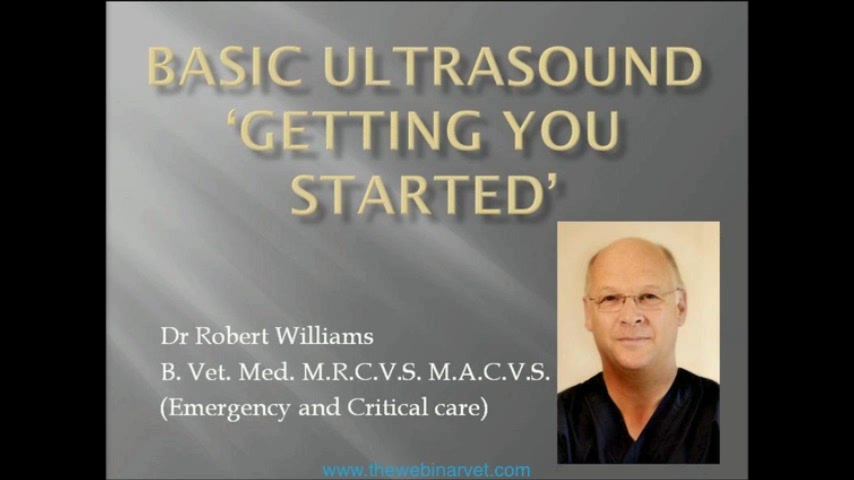 BASIC ULTRASOUND
‘GETTING YOU
STARTED’
Dr Robert Williams
B. Vet. Med. M.R.C.V.S. M.A.C.V.S.
(Emergency and Critical care)
www.thewebinarvet.com